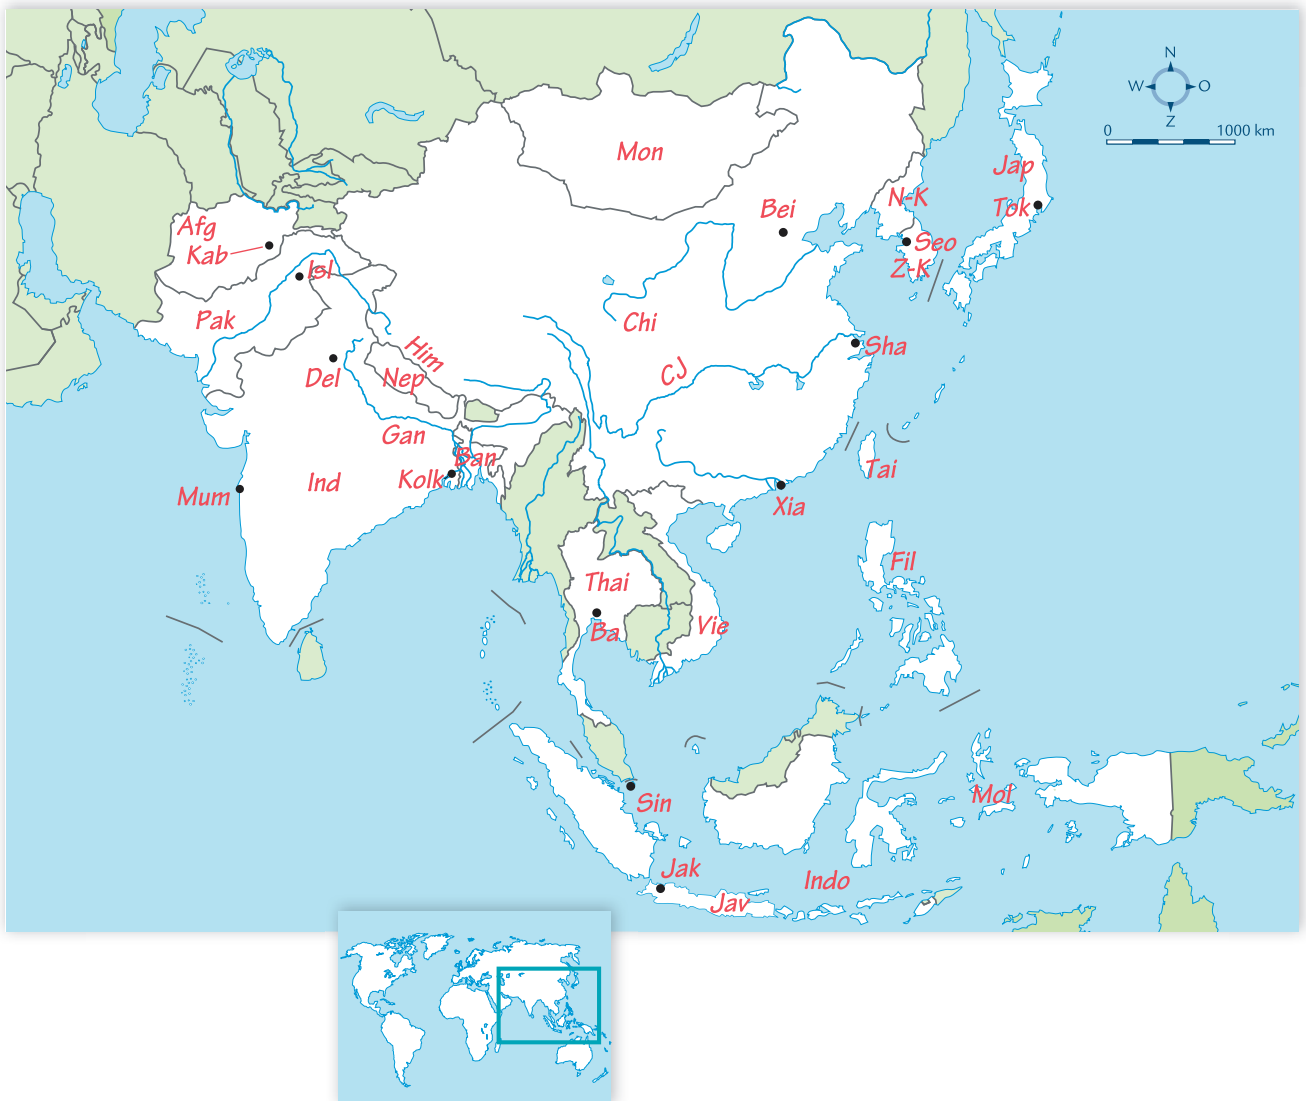 N
W O
Z
0 1000 km
Mon
Jap
Tok
N-K
Bei
Seo
Z-K
Afg
Kab
Isl
Pak
Chi
Him
Sha
Del
Nep
CJ
Gan
Ban
Kolk
Ind
Mum
Tai
Xia
Fil
Thai
Ba
Vie
Sin
Mol
Jak
Indo
Jav